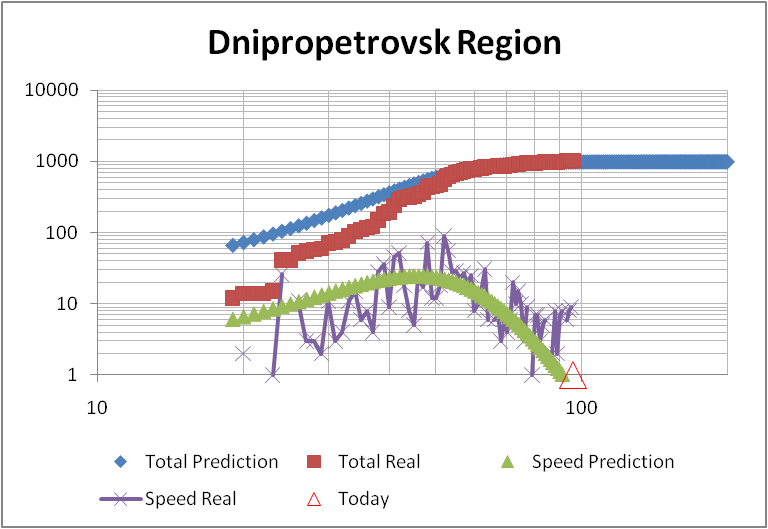 Dnipropetrovsk Region
10000
1000
100
10
1
10 100
Total Prediction Total Real Speed Prediction
Speed Real Today